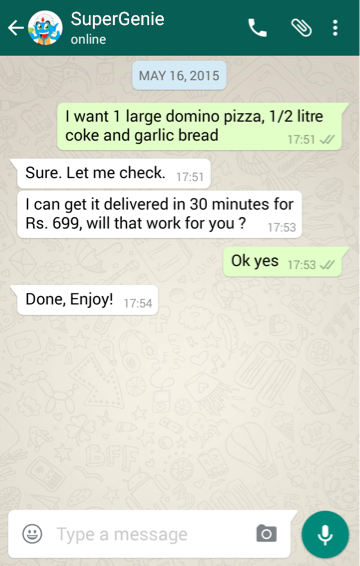 SuperGenie
online
MAY 16, 2015
I want 1 large domino pizza, 1/2 litre
coke and garlic bread 17:51
Sure. Let me check. 17:51
I can get it delivered in 30 minutes for
Rs. 699, will that work for you ? 17:53
Ok yes 17:53
Done, Enjoy! 17:54
Type a message